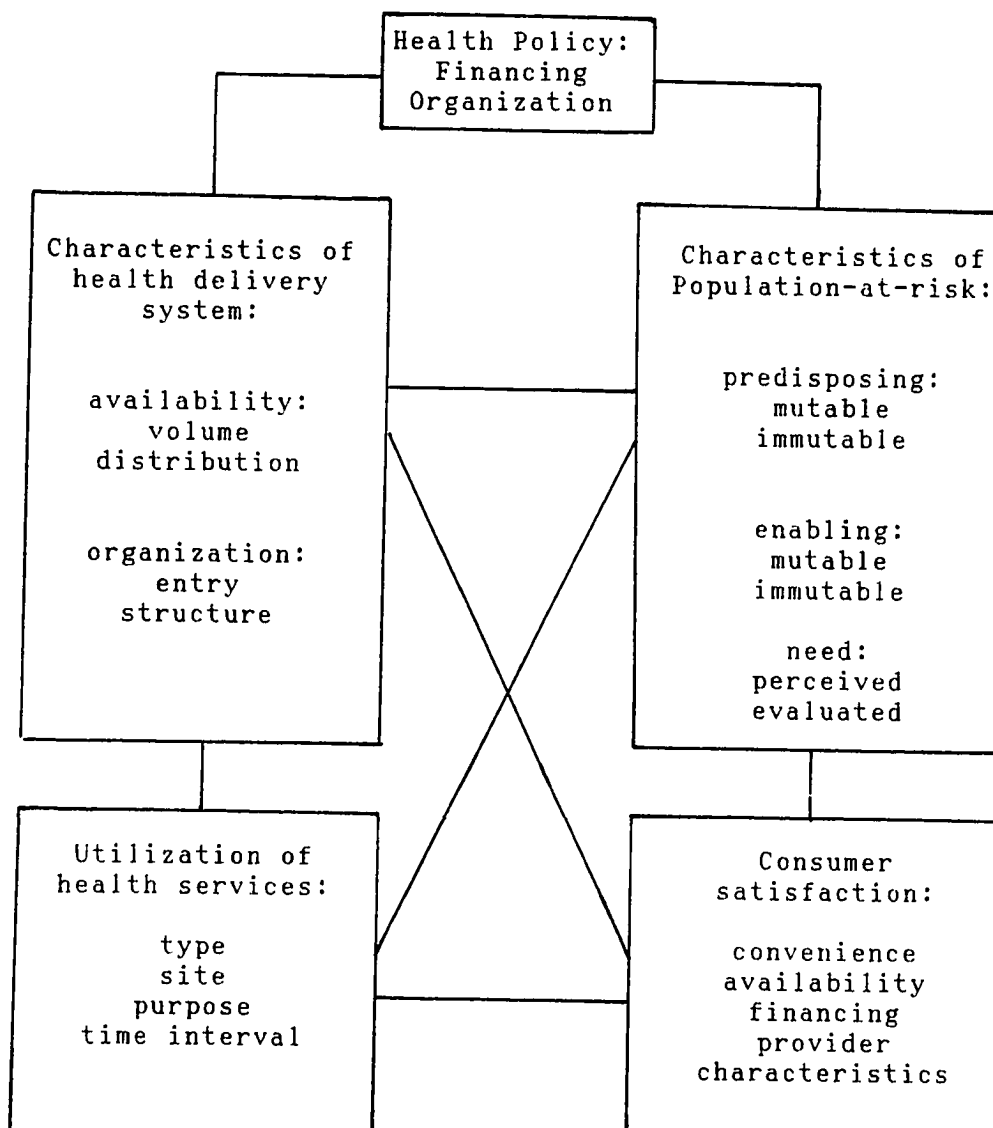 Health Policy:
Financing
Organization
Characteristics of
health delivery
system:
availability:
volume
distribution
organization:
entry
structure
Characteristics of
Population-at-risk:
predisposing:
mutable
immutable
enabling:
mutable
immutable
need:
perceived
evaluated
Utilization of
health services:
type
site
purpose
time interval
Consumer
satisfaction:
convenience
availability
financing
provider
characteristics